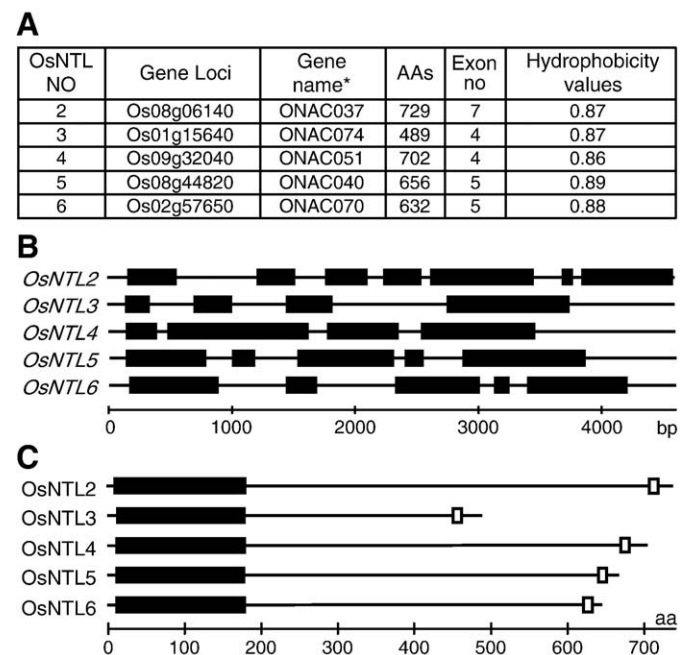 A
OsNTL NO Gene Loci Gene name* AAs Exon no Hydrophobicity values
2 Os08g06140 ONAC037 729 7 0.87
3 Os01g15640 ONAC074 489 4 0.87
4 Os09g32040 ONAC051 702 4 0.86
5 Os08g44820 ONAC040 656 5 0.89
6 Os02g57650 ONAC070 632 5 0.88
B
OsNTL2
OsNTL3
OsNTL4
OsNTL5
OsNTL6
0 1000 2000 3000 4000 bp
C
OsNTL2
OsNTL3
OsNTL4
OsNTL5
OsNTL6
aa
0 100 200 300 400 500 600 700